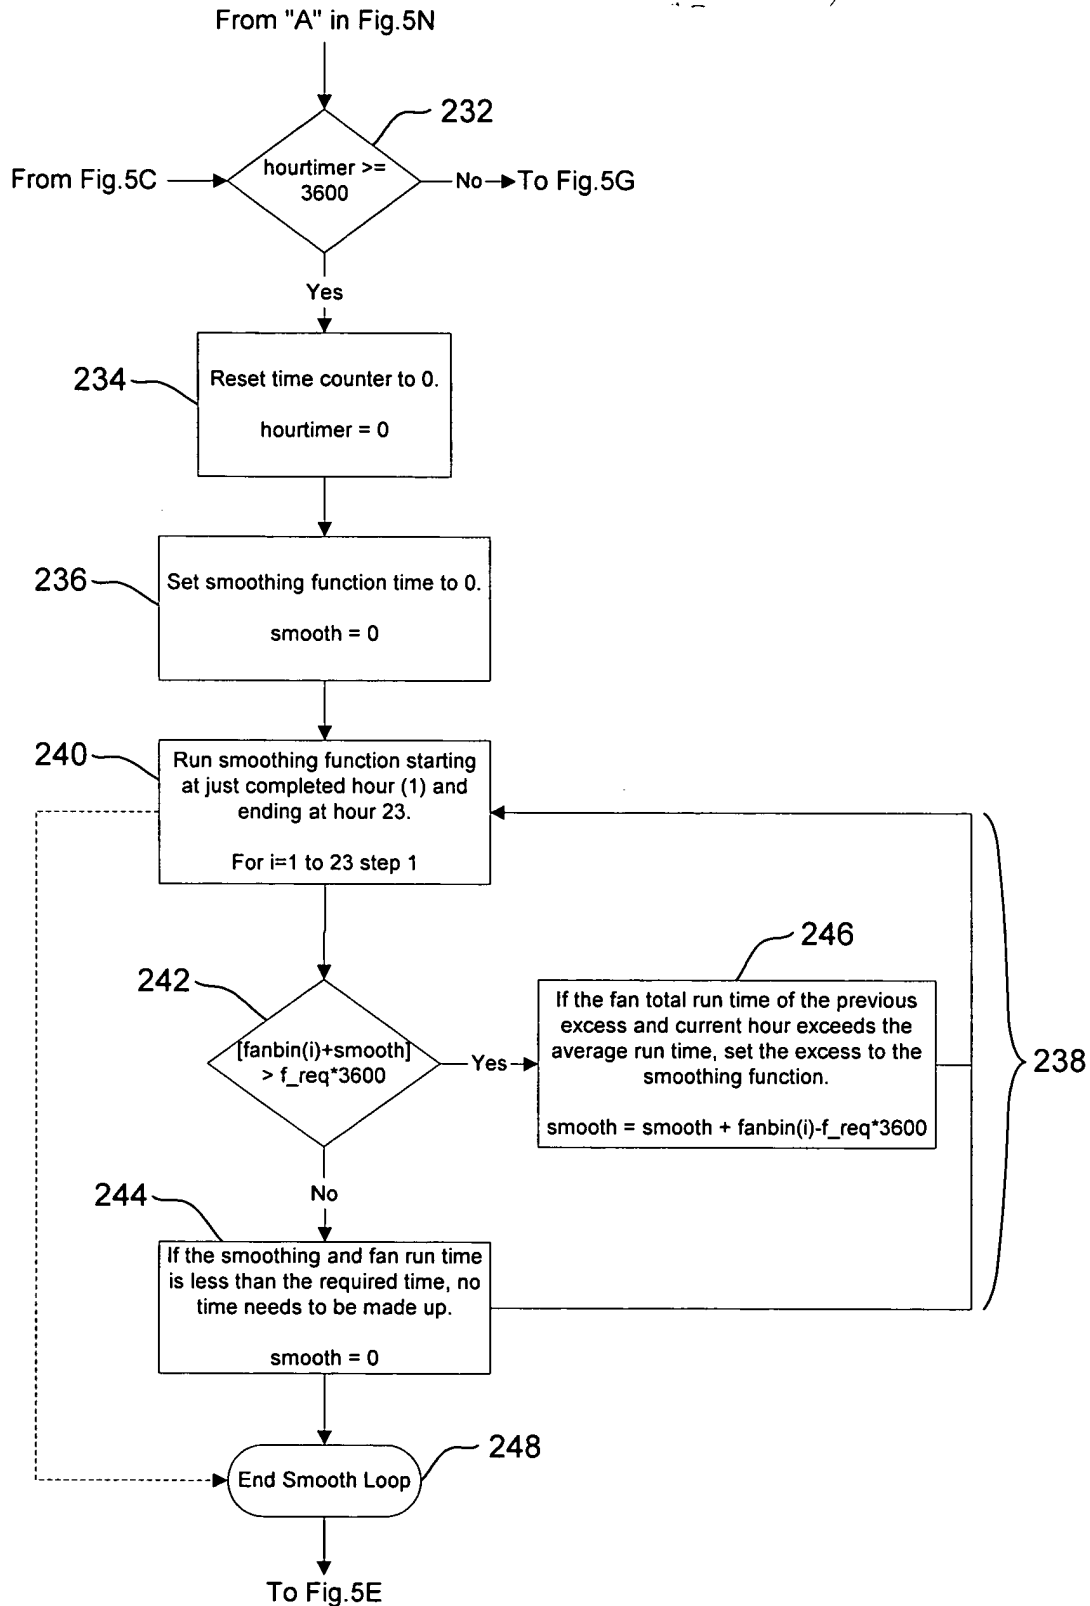 From "A" in Fig.5N
232
hourtimer >=
3600
From Fig.5C
No
To Fig.5G
Yes
234
Reset time counter to 0.
hourtimer = 0
236
Set smoothing function time to 0.
smooth = 0
240
Run smoothing function starting
at just completed hour (1) and
ending at hour 23.
For i=1 to 23 step 1
242
[fanbin(i)+smooth]
> f_req*3600
Yes
246
If the fan total run time of the previous
excess and current hour exceeds the
average run time, set the excess to the
smoothing function.
smooth = smooth + fanbin(i)-f_req*3600
238
No
244
If the smoothing and fan run time
is less than the required time, no
time needs to be made up.
smooth = 0
End Smooth Loop
248
To Fig.5E